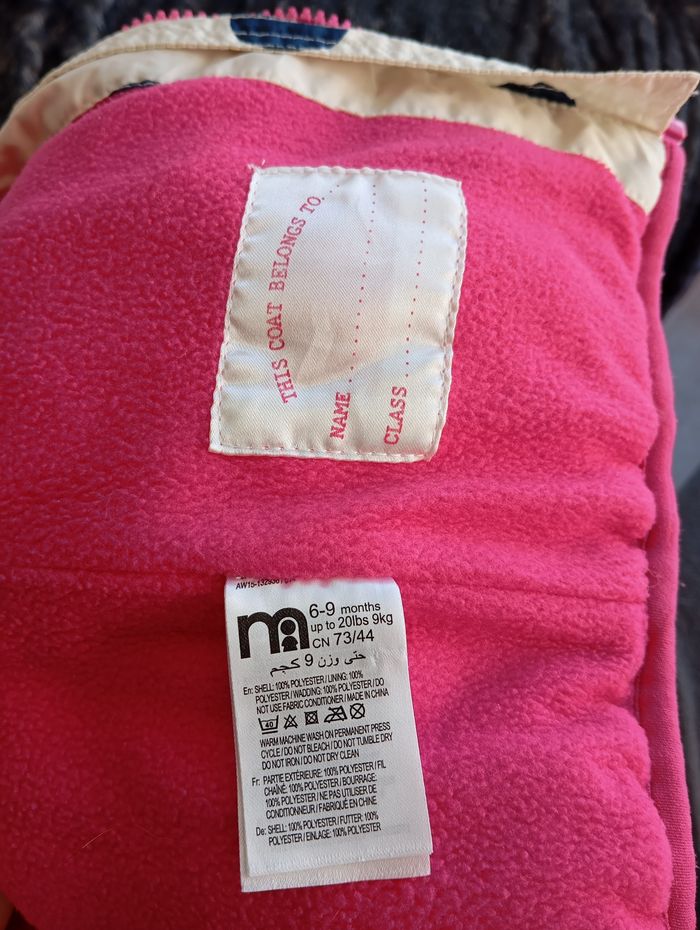 THIS COAT BELONGS TO...
NAME
CLASS
6-9 months
up to 20lbs 9kg
CN 73/44
حتى وزن 9 كجم
En: SHELL: 100% POLYESTER / LINING: 100%
POLYESTER / WADDING: 100% POLYESTER / DO
NOT USE FABRIC CONDITIONER / MADE IN CHINA
40
WARM MACHINE WASH ON PERMANENT PRESS
CYCLE / DO NOT BLEACH / DO NOT TUMBLE DRY
DO NOT IRON / DO NOT DRY CLEAN
Fr: PARTIE EXTÉRIEURE: 100% POLYESTER / FIL
CHAÎNE: 100% POLYESTER / BOURRAGE:
100% POLYESTER / NE PAS UTILISER DE
CONDITIONNEUR / FABRIQUÉ EN CHINE
De: SHELL: 100% POLYESTER / FUTTER: 100%
POLYESTER / EINLAGE: 100% POLYESTER